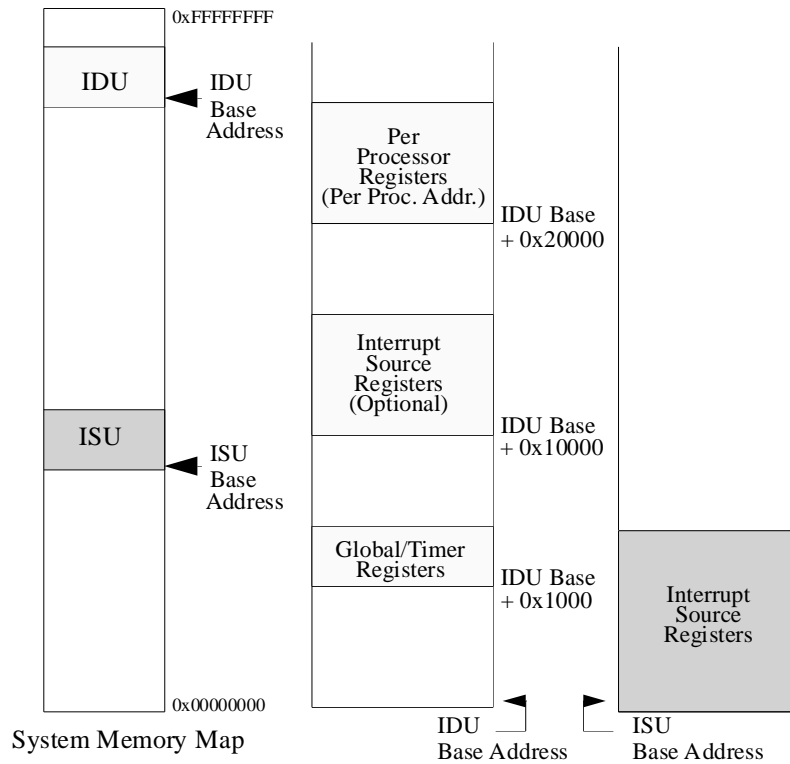 0xFFFFFFFF
IDU
IDU
Base
Address
ISU
ISU
Base
Address
0x00000000
System Memory Map
Per
Processor
Registers
(Per Proc. Addr.)
IDU Base
+ 0x20000
Interrupt
Source
Registers
(Optional)
IDU Base
+ 0x10000
Global/Timer
Registers
IDU Base
+ 0x1000
IDU
Base Address
Interrupt
Source
Registers
ISU
Base Address